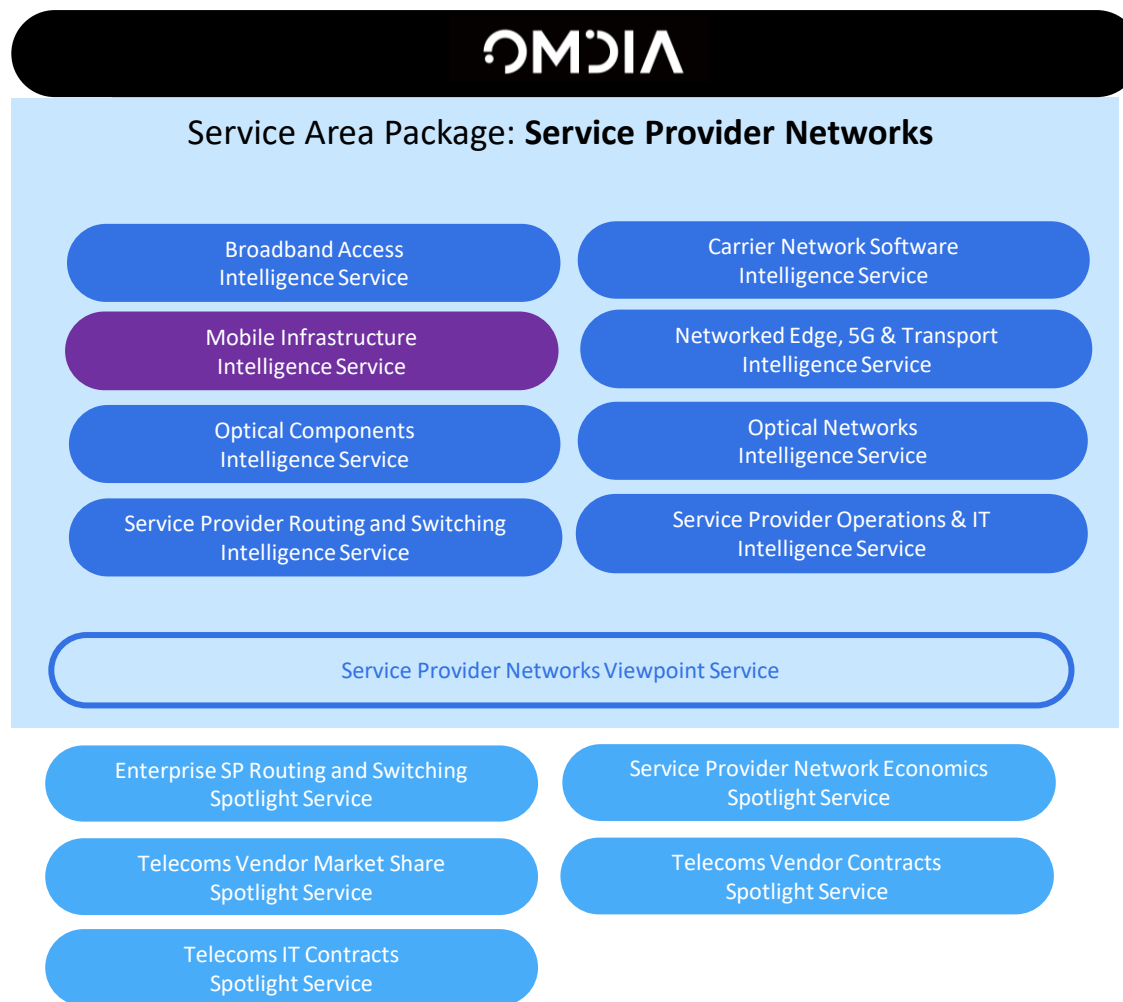 OMDIA
Service Area Package: Service Provider Networks
Broadband Access
Intelligence Service
Carrier Network Software
Intelligence Service
Mobile Infrastructure
Intelligence Service
Networked Edge, 5G & Transport
Intelligence Service
Optical Components
Intelligence Service
Optical Networks
Intelligence Service
Service Provider Routing and Switching
Intelligence Service
Service Provider Operations & IT
Intelligence Service
Service Provider Networks Viewpoint Service
Enterprise SP Routing and Switching
Spotlight Service
Service Provider Network Economics
Spotlight Service
Telecoms Vendor Market Share
Spotlight Service
Telecoms Vendor Contracts
Spotlight Service
Telecoms IT Contracts
Spotlight Service